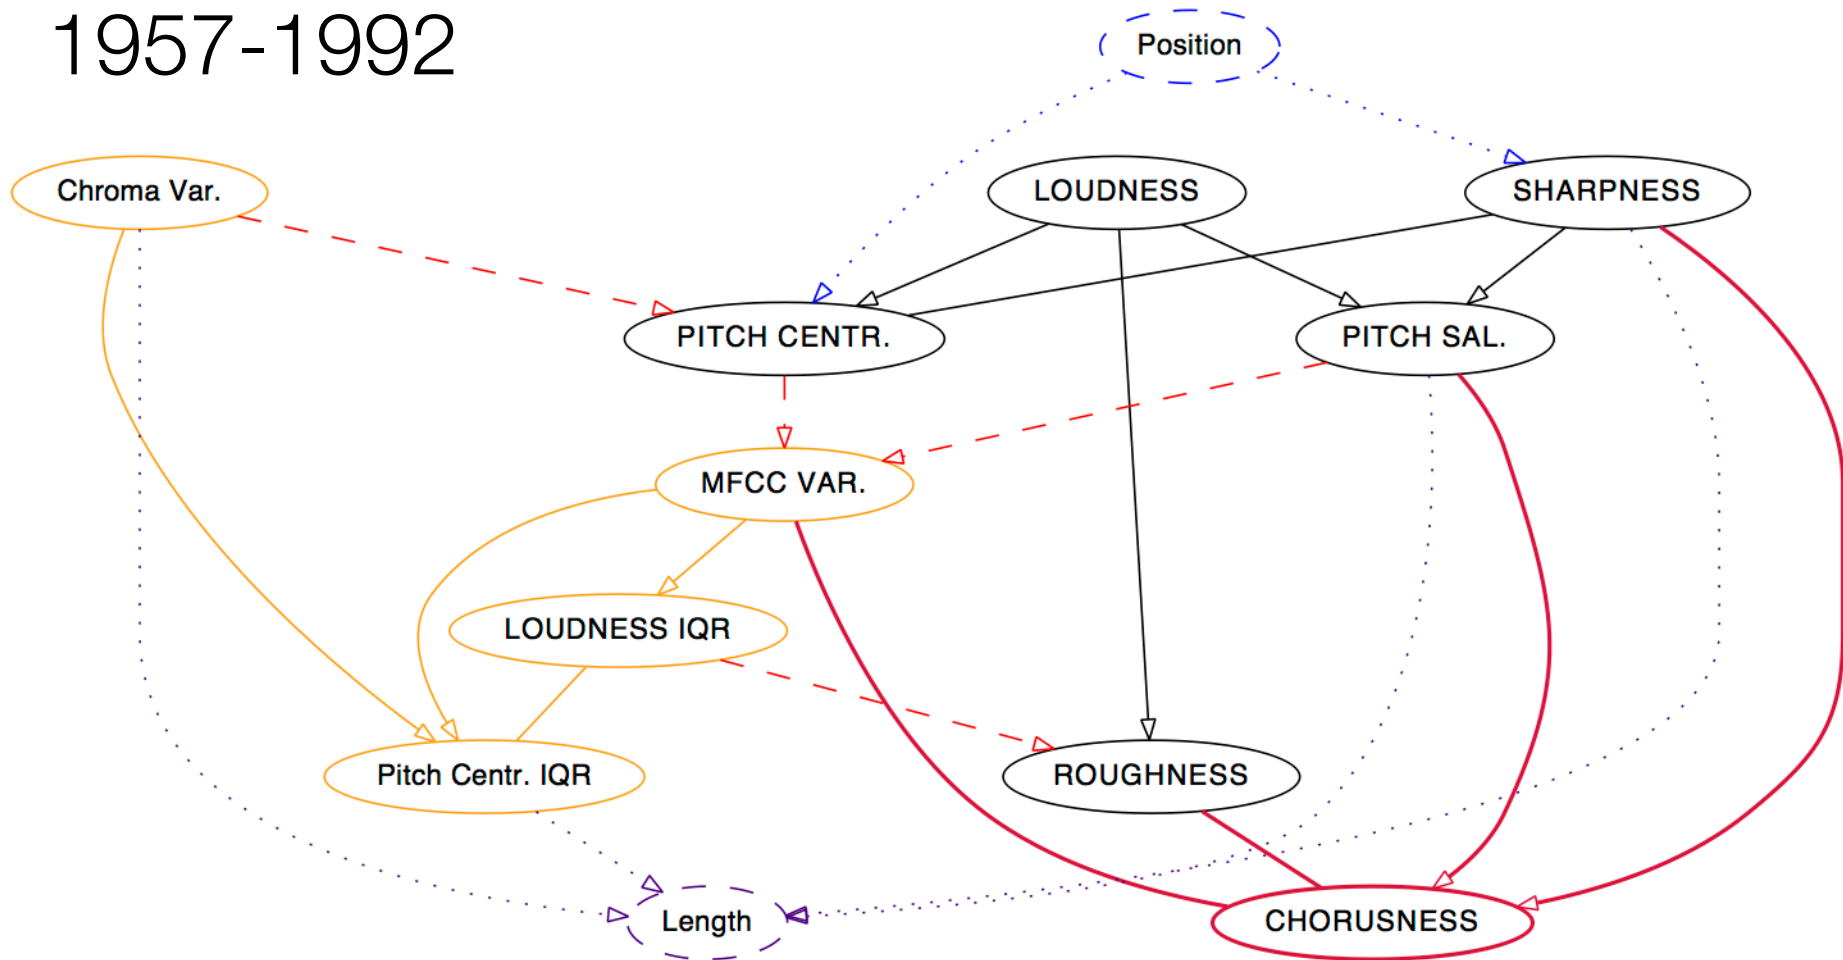 1957-1992
Position
Chroma Var.
LOUDNESS
SHARPNESS
PITCH CENTR.
PITCH SAL.
MFCC VAR.
LOUDNESS IQR
Pitch Centr. IQR
ROUGHNESS
Length
CHORUSNESS